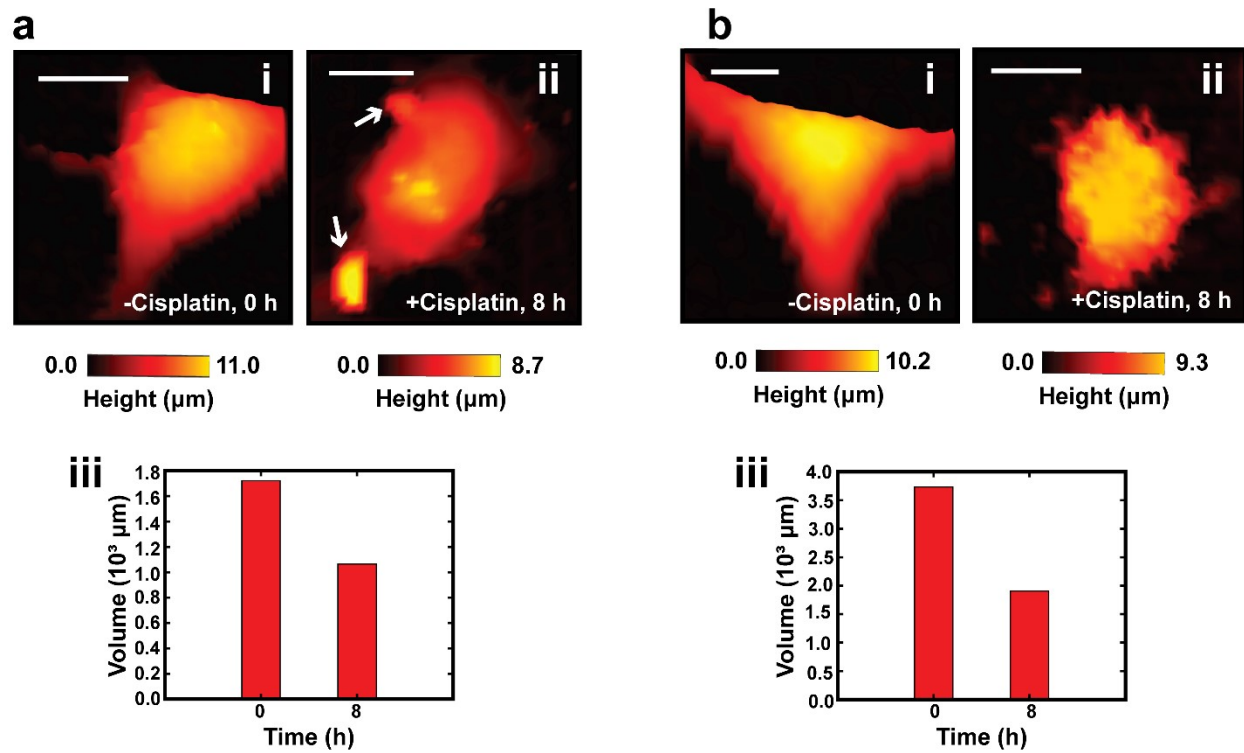 a
b
i
ii
i
ii
-Cisplatin, 0 h
+Cisplatin, 8 h
-Cisplatin, 0 h
+Cisplatin, 8 h
0.0 11.0
0.0 8.7
0.0 10.2
0.0 9.3
Height (µm)
Height (µm)
Height (µm)
Height (µm)
iii
Volume (10³ µm)
1.8
1.6
1.4
1.2
1.0
0.8
0.6
0.4
0.2
0.0
0 8
Time (h)
iii
Volume (10³ µm)
4.0
3.5
3.0
2.5
2.0
1.5
1.0
0.5
0.0
0 8
Time (h)